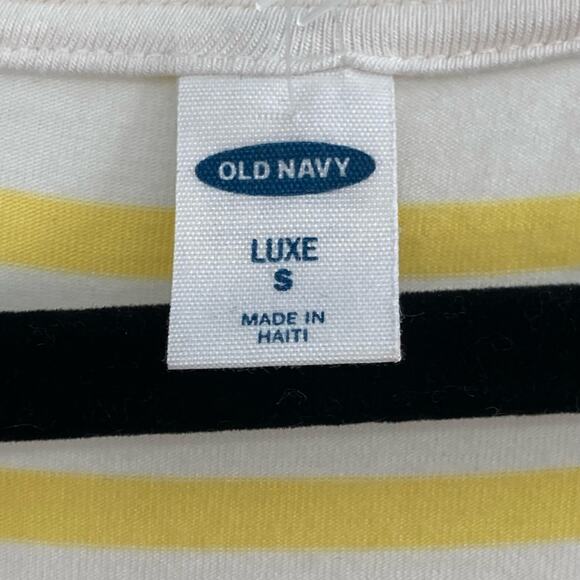 OLD NAVY
LUXE
S
MADE IN
HAITI